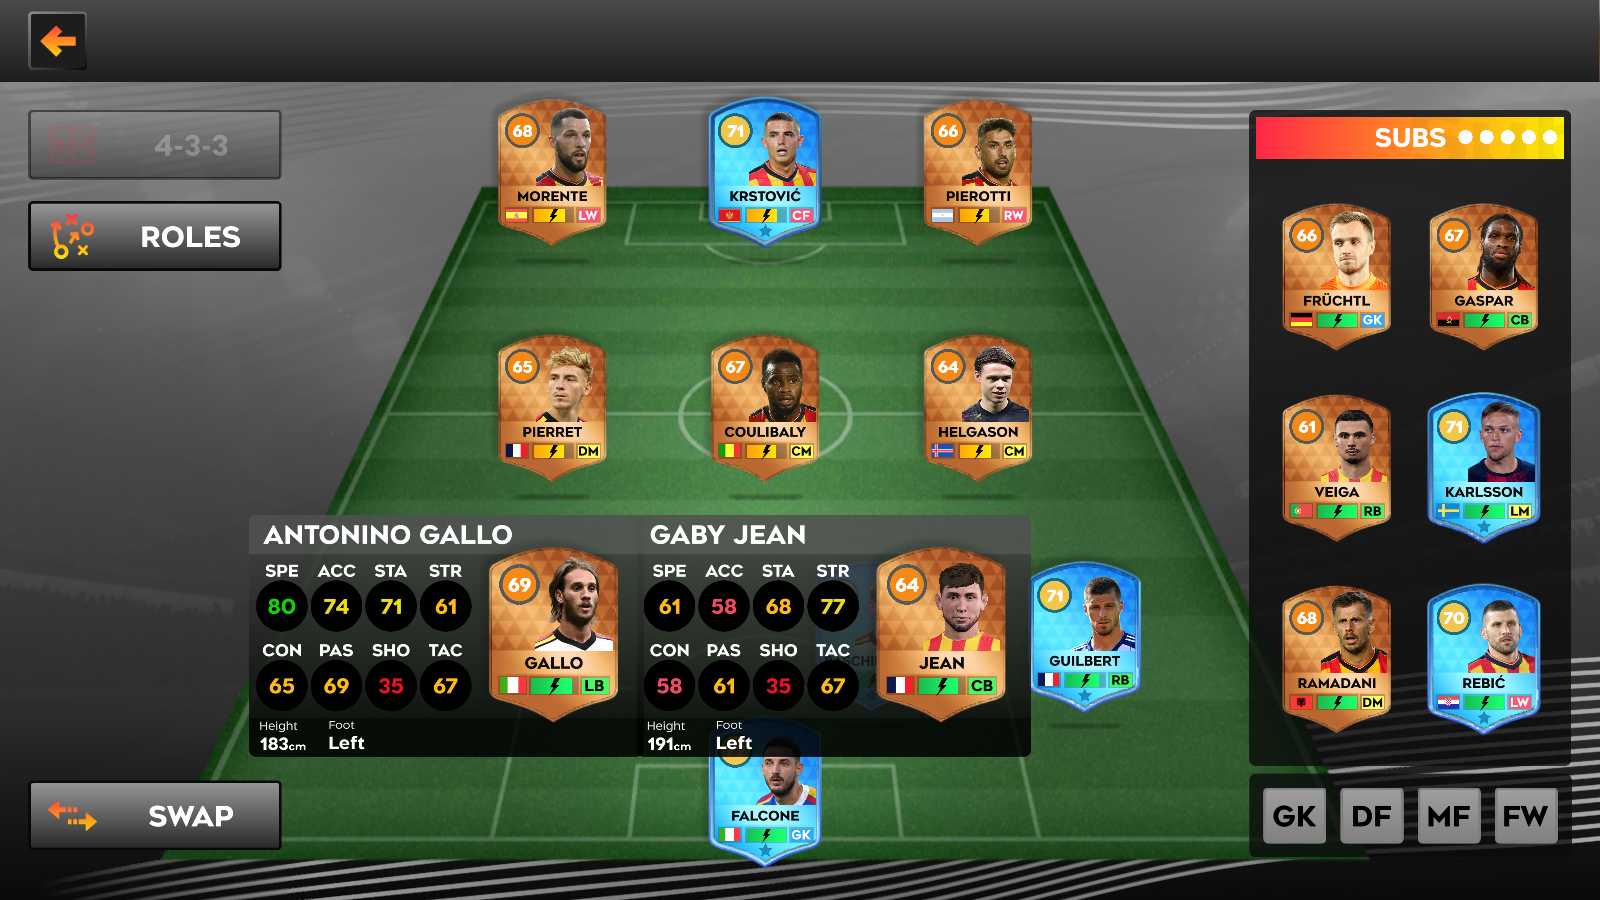 4-3-3
ROLES
68
MORENTE
LW
71
KRSTOVIĆ
CF
66
PIEROTTI
RW
65
PIERRET
DM
67
COULIBALY
CM
64
HELGASON
CM
ANTONINO GALLO
SPE ACC STA STR
80 74 71 61
CON PAS SHO TAC
65 69 35 67
Height Foot
183cm Left
69
GALLO
LB
GABY JEAN
SPE ACC STA STR
61 58 68 77
CON PAS SHO TAC
58 61 35 67
Height Foot
191cm Left
64
JEAN
CB
71
GUILBERT
RB
FALCONE
GK
SWAP
SUBS
66
FRÜCHTL
GK
67
GASPAR
CB
61
VEIGA
RB
71
KARLSSON
LM
68
RAMADANI
DM
70
REBIĆ
LW
GK DF MF FW